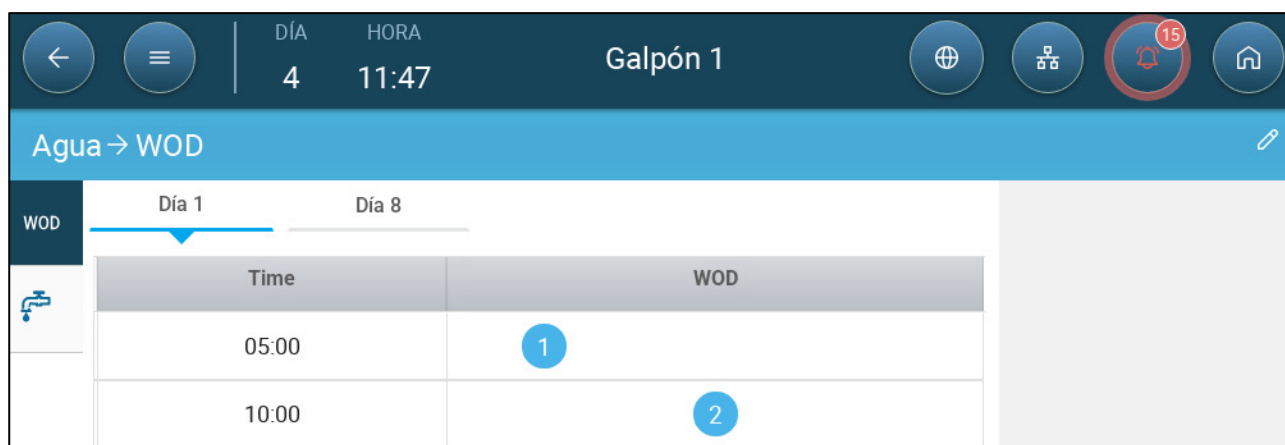 DÍA HORA
4 11:47 Galpón 1 15
Agua → WOD
WOD Día 1 Día 8
Time WOD
05:00 1
10:00 2